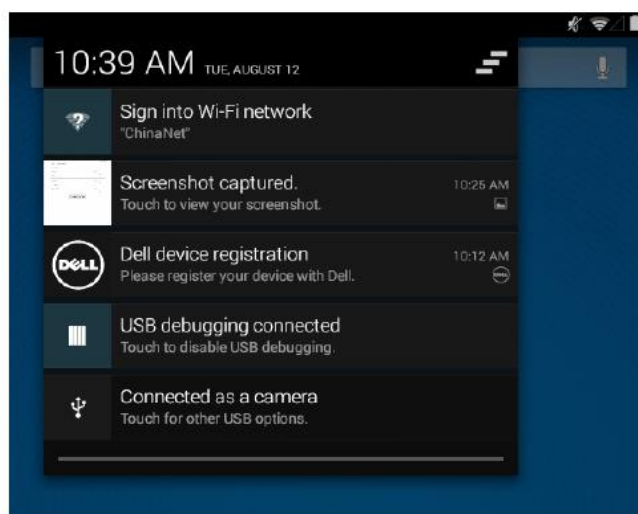 10:39 AM TUE, AUGUST 12
Sign into Wi-Fi network
"ChinaNet"
Screenshot captured.
10:25 AM
Touch to view your screenshot.
DELL
Dell device registration
10:12 AM
Please register your device with Dell.
USB debugging connected
Touch to disable USB debugging.
Connected as a camera
Touch for other USB options.